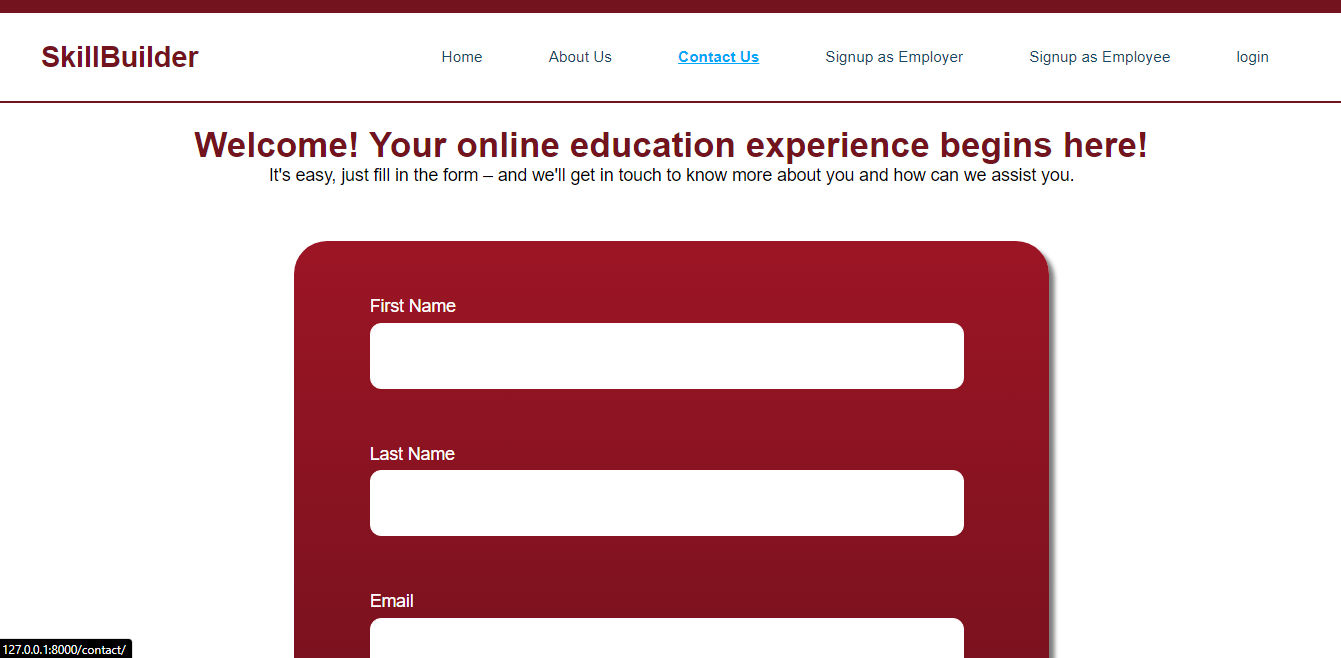 SkillBuilder Home About Us Contact Us Signup as Employer Signup as Employee login
Welcome! Your online education experience begins here!
It's easy, just fill in the form – and we'll get in touch to know more about you and how can we assist you.
First Name
Last Name
Email
127.0.0.1:8000/contact/